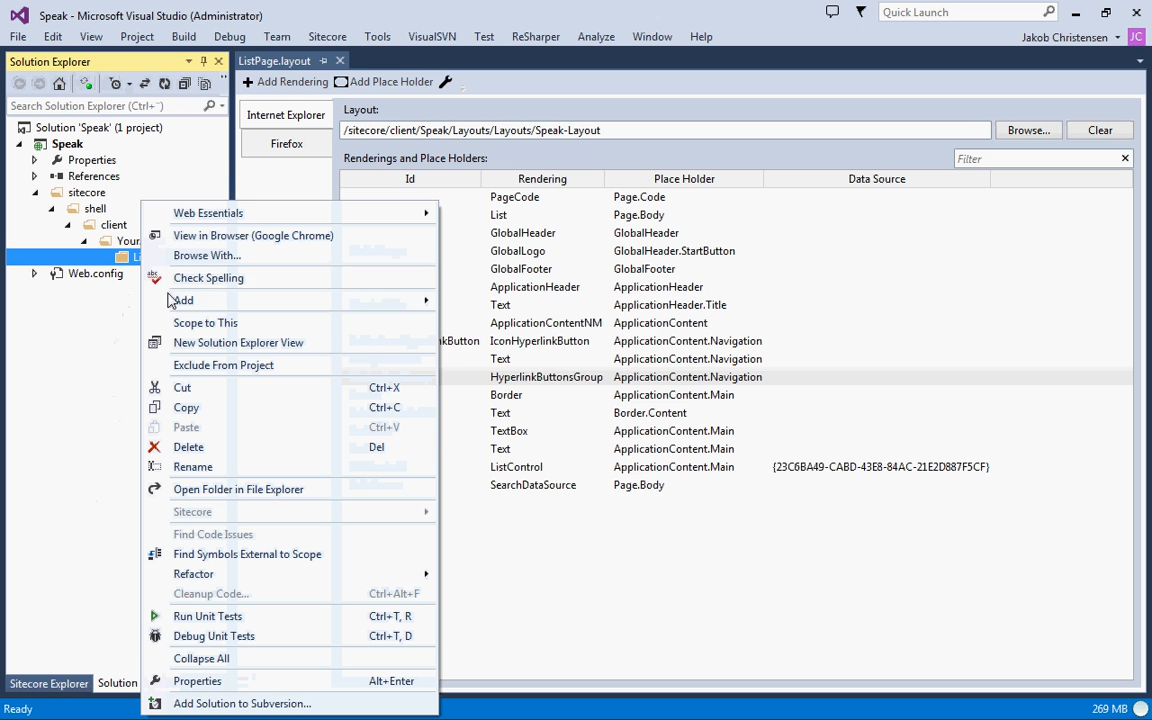 Speak - Microsoft Visual Studio (Administrator)
Quick Launch
File Edit View Project Build Debug Team Sitecore Tools VisualSVN Test ReSharper Analyze Window Help
Jakob Christensen
JC
Solution Explorer
ListPage.layout
Add Rendering
Add Place Holder
Search Solution Explorer (Ctrl+¨)
Internet Explorer
Firefox
Layout:
/sitecore/client/Speak/Layouts/Layouts/Speak-Layout
Browse...
Clear
Renderings and Place Holders:
Filter
Solution 'Speak' (1 project)
Speak
Properties
References
sitecore
shell
client
Your
Web.config
Id Rendering Place Holder Data Source
PageCode Page.Code
List Page.Body
GlobalHeader GlobalHeader
GlobalLogo GlobalHeader.StartButton
GlobalFooter GlobalFooter
ApplicationHeader ApplicationHeader
Text ApplicationHeader.Title
ApplicationContentNM ApplicationContent
kButton IconHyperlinkButton ApplicationContent.Navigation
Text ApplicationContent.Navigation
HyperlinkButtonsGroup ApplicationContent.Navigation
Border ApplicationContent.Main
Text Border.Content
TextBox ApplicationContent.Main
Text ApplicationContent.Main
ListControl ApplicationContent.Main {23C6BA49-CABD-43E8-84AC-21E2D887F5CF}
SearchDataSource Page.Body
Web Essentials
View in Browser (Google Chrome)
Browse With...
Check Spelling
Add
Scope to This
New Solution Explorer View
Exclude From Project
Cut Ctrl+X
Copy Ctrl+C
Paste Ctrl+V
Delete Del
Rename
Open Folder in File Explorer
Sitecore
Find Code Issues
Find Symbols External to Scope
Refactor
Cleanup Code... Ctrl+Alt+F
Run Unit Tests Ctrl+T, R
Debug Unit Tests Ctrl+T, D
Collapse All
Properties Alt+Enter
Add Solution to Subversion...
Sitecore Explorer
Solution
Ready
269 MB